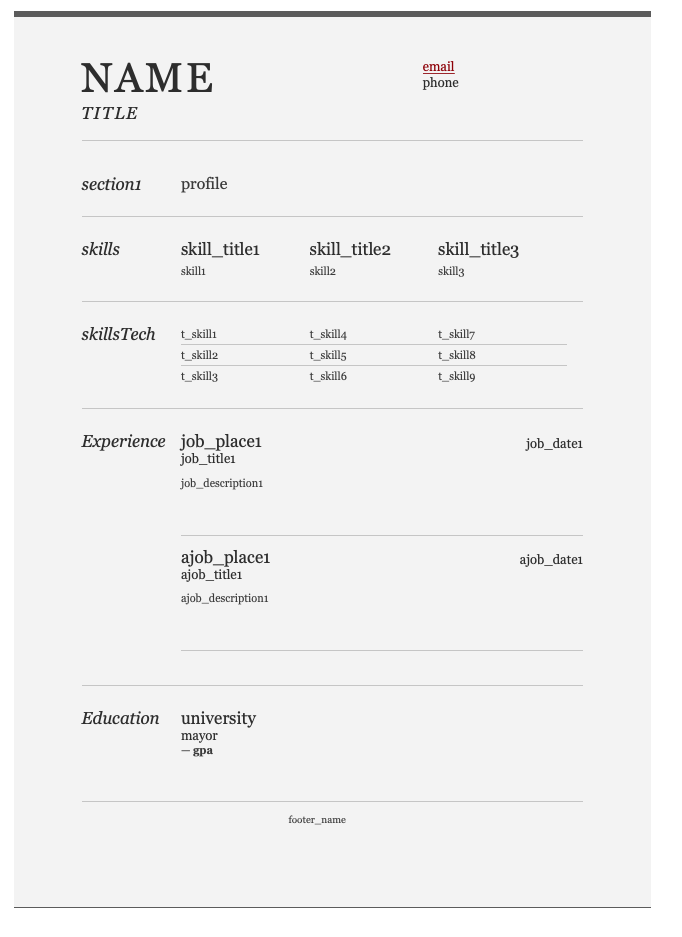 NAME
TITLE
email
phone
section1 profile
skills skill_title1 skill_title2 skill_title3
skill1 skill2 skill3
skillsTech t_skill1 t_skill4 t_skill7
t_skill2 t_skill5 t_skill8
t_skill3 t_skill6 t_skill9
Experience job_place1 job_date1
job_title1
job_description1
ajob_place1 ajob_date1
ajob_title1
ajob_description1
Education university
mayor
— gpa
footer_name